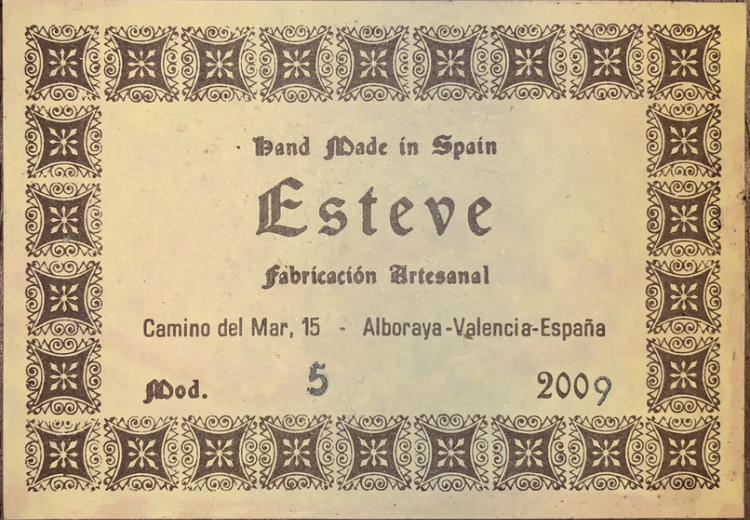 Hand Made in Spain
Esteve
Fabricación Artesanal
Camino del Mar, 15 - Alboraya-Valencia-España
Mod. 5 2009